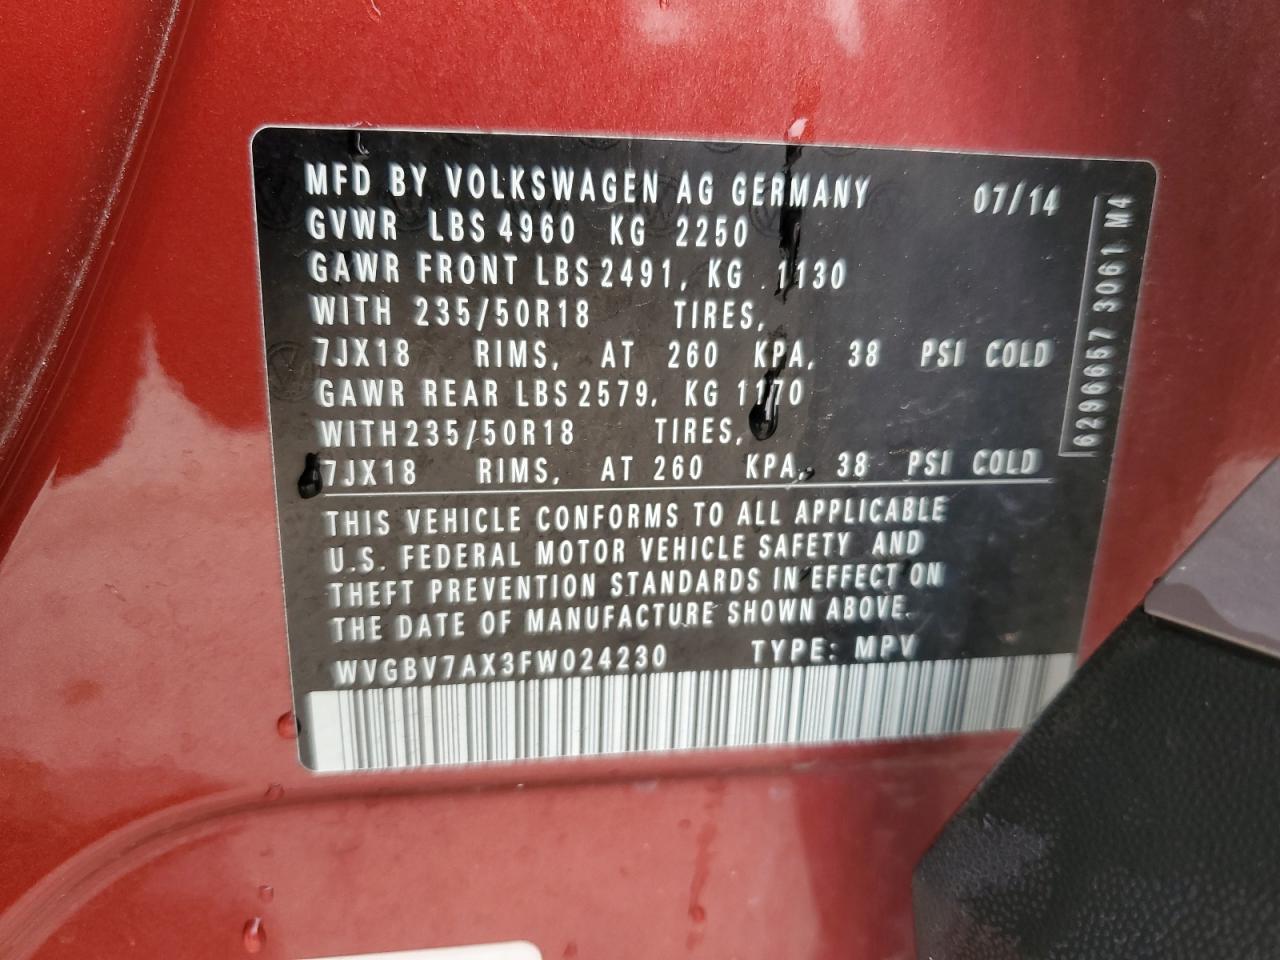 MFD BY VOLKSWAGEN AG GERMANY 07/14
GVWR LBS 4960 KG 2250
GAWR FRONT LBS 2491, KG 1130
WITH 235/50R18 TIRES,
7JX18 RIMS, AT 260 KPA, 38 PSI COLD
GAWR REAR LBS 2579, KG 1170
WITH 235/50R18 TIRES,
7JX18 RIMS, AT 260 KPA, 38 PSI COLD
THIS VEHICLE CONFORMS TO ALL APPLICABLE
U.S. FEDERAL MOTOR VEHICLE SAFETY AND
THEFT PREVENTION STANDARDS IN EFFECT ON
THE DATE OF MANUFACTURE SHOWN ABOVE.
WVGBV7AX3FW024230 TYPE: MPV
6296657 3061 M4